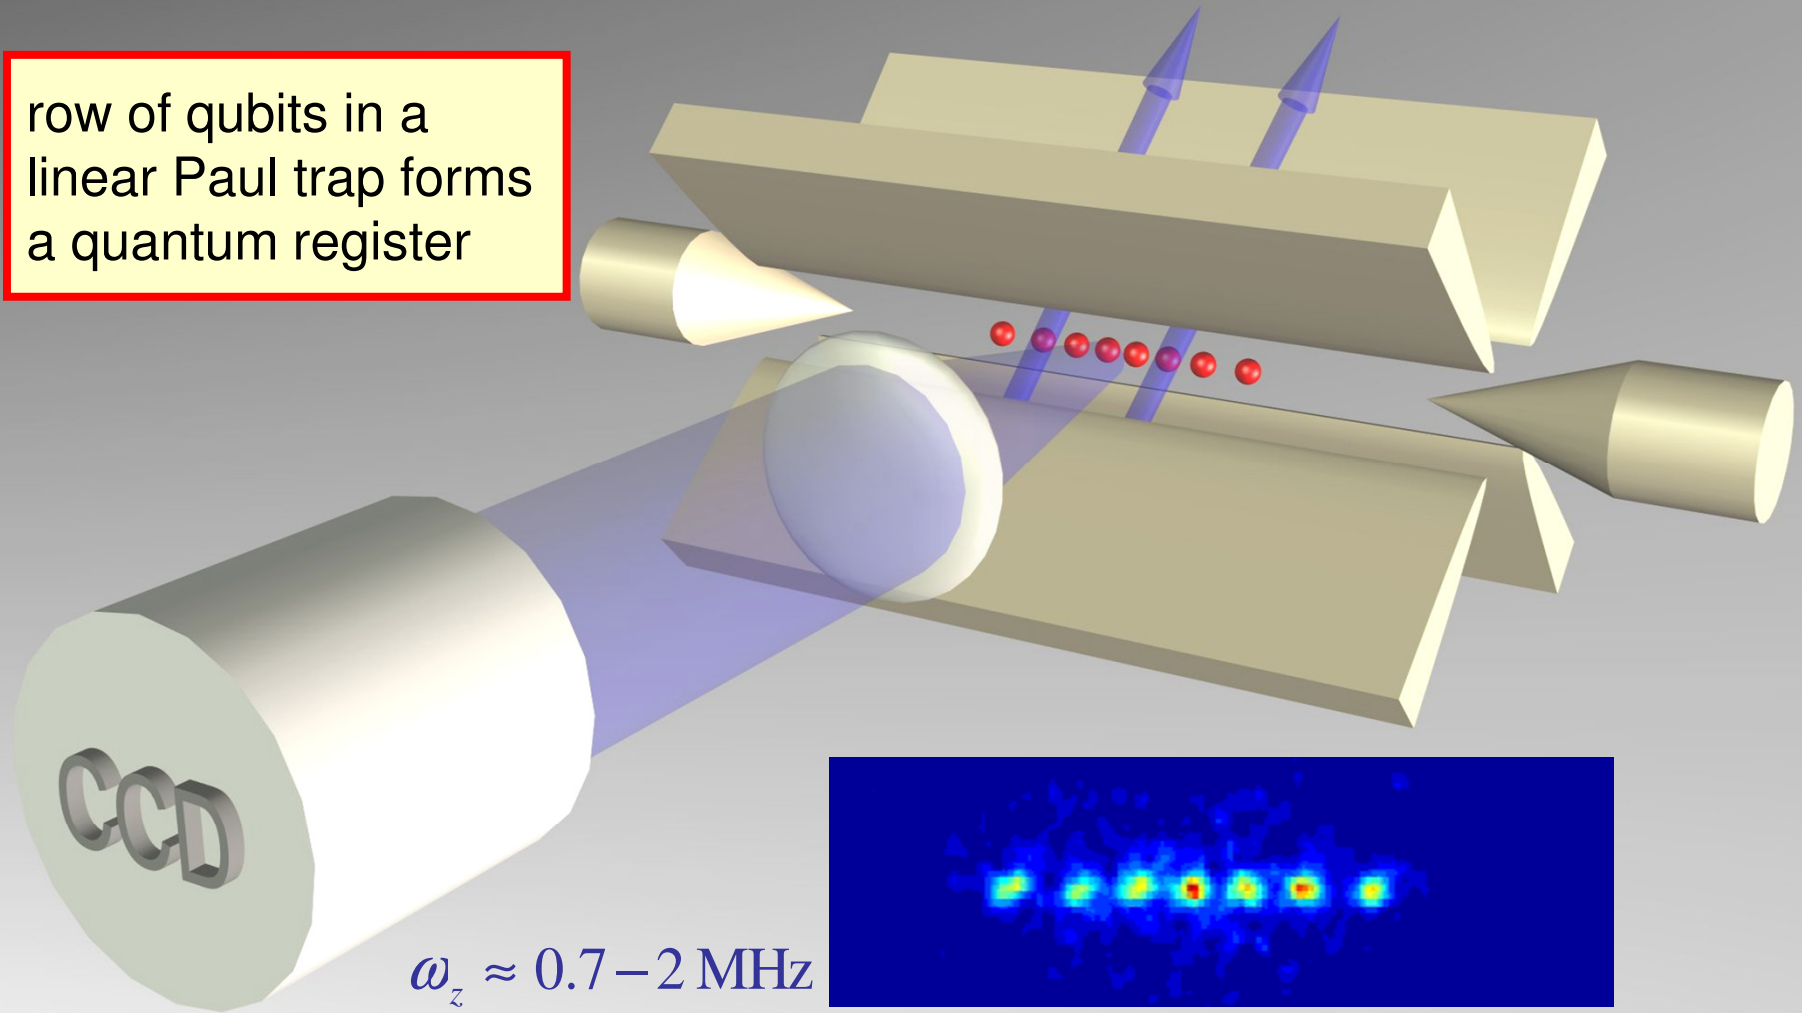 row of qubits in a
linear Paul trap forms
a quantum register
CCD
ω_z ≈ 0.7–2 MHz